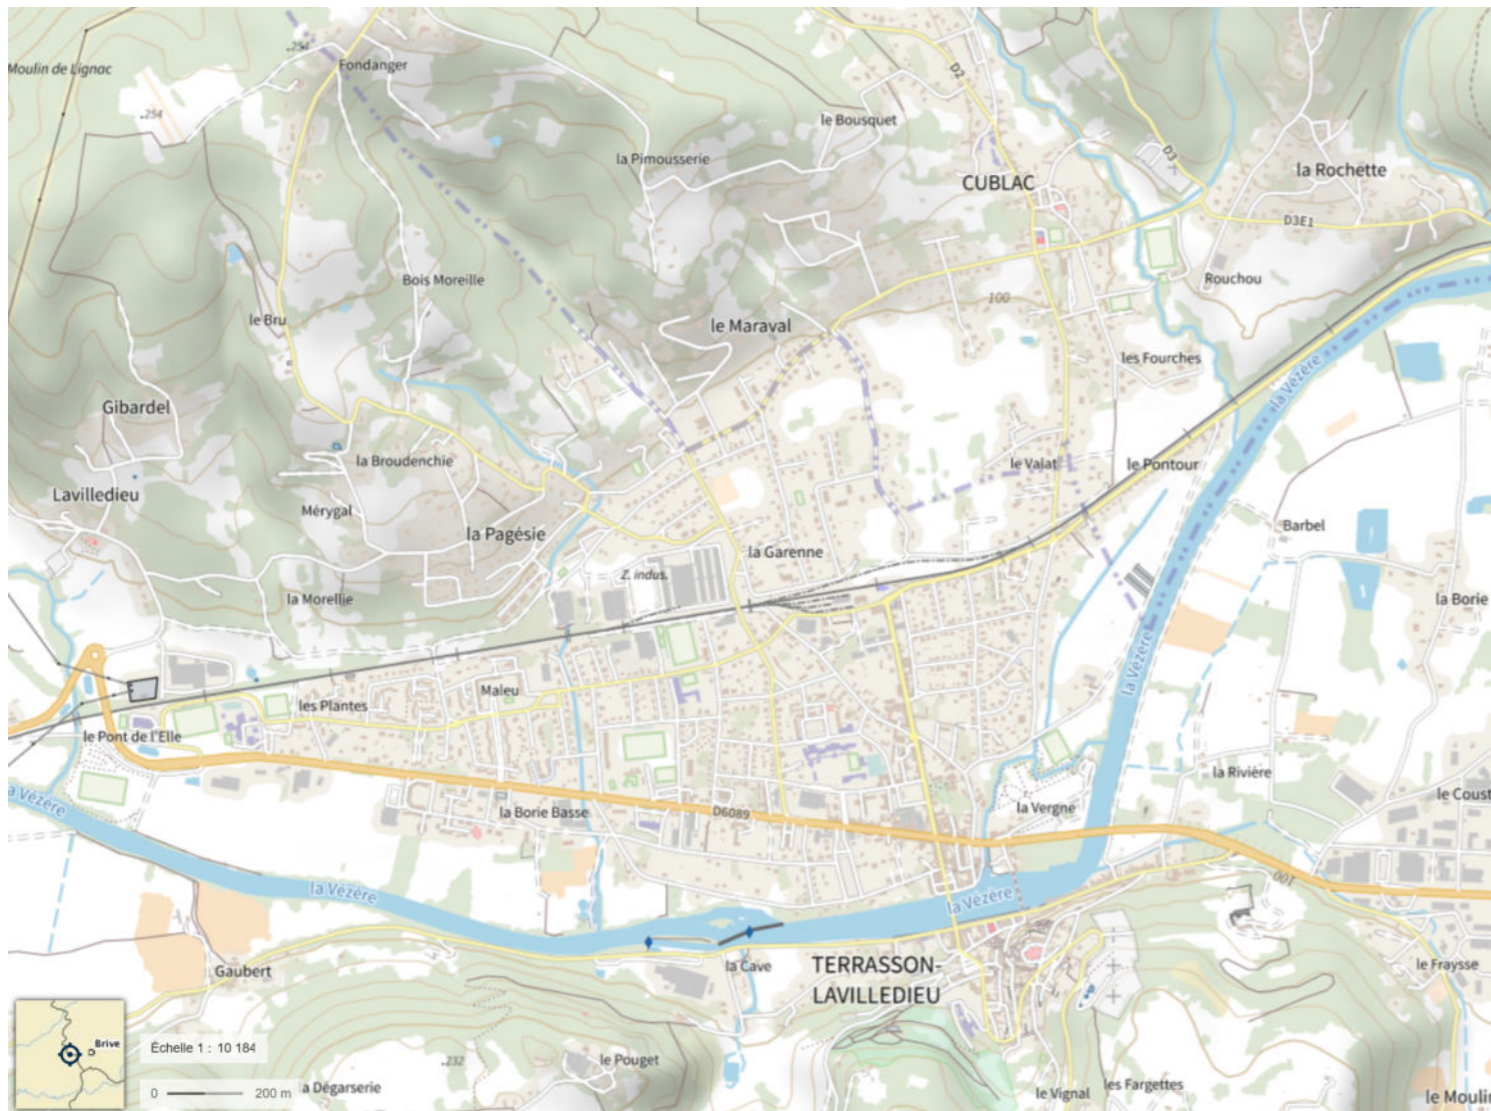 254
Fondanger
Moulin de Lignac
254
D2
le Bousquet
la Pimousserie
D3
CUBLAC
la Rochette
D3E1
Bois Moreille
Rouchou
100
le Bru
le Maraval
les Fourches
la Vézère
Gibardel
la Broudenchie
le Valat
le Pontour
Lavilledieu
Mérygal
la Pagésie
Barbel
la Garenne
Z. indus.
la Morellie
la Borie
la Vézère
Maleu
les Plantes
le Pont de l'Elle
la Rivière
a Vézère
la Borie Basse
D6089
la Vergne
le Coust
la Vézère
la Vézère
100
Gaubert
la Cave
TERRASSON-
LAVILLEDIEU
le Fraysse
Brive
Échelle 1 : 10 184
232
le Pouget
0
200 m
a Dégarserie
le Vignal
les Fargettes
le Moulin